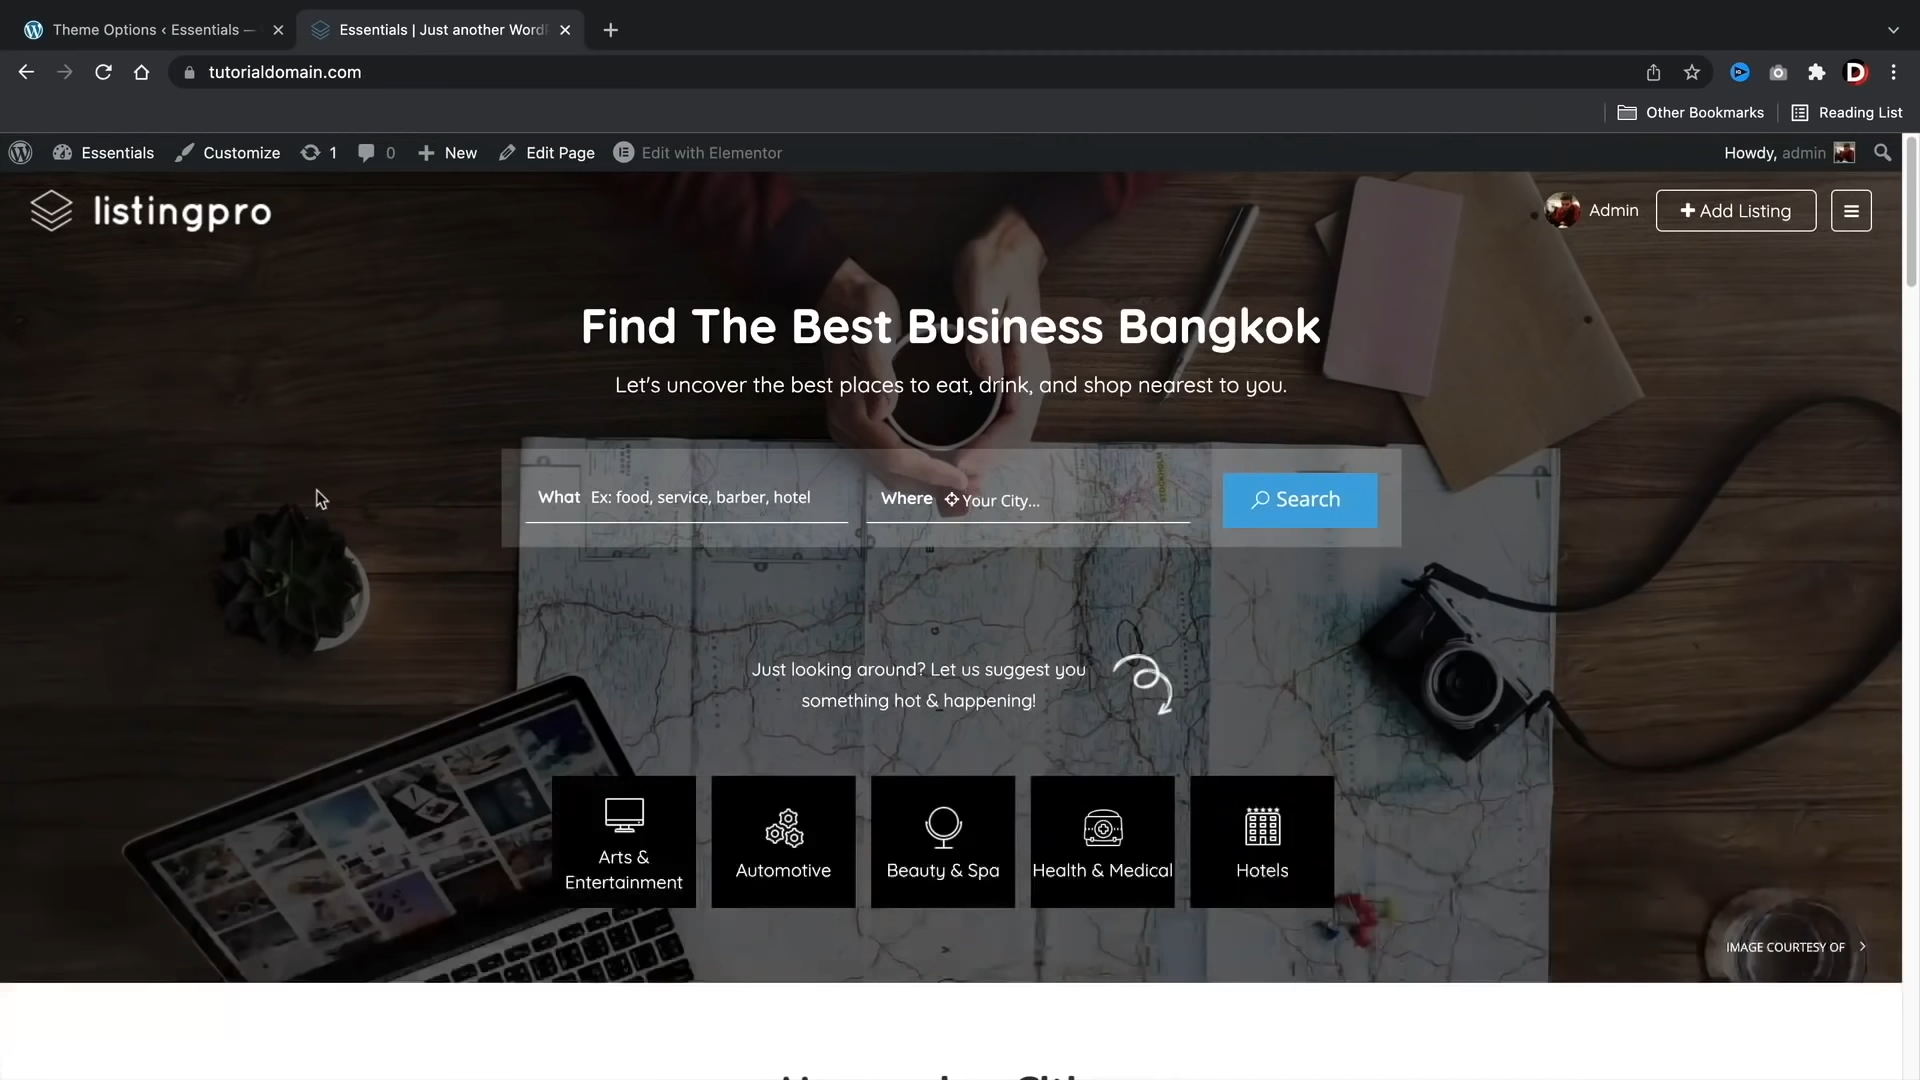 Theme Options ‹ Essentials —
Essentials | Just another Word
tutorialdomain.com
Other Bookmarks
Reading List
Essentials
Customize
1
0
New
Edit Page
Edit with Elementor
Howdy, admin
listingpro
Admin
+ Add Listing
Find The Best Business Bangkok
Let's uncover the best places to eat, drink, and shop nearest to you.
What Ex: food, service, barber, hotel
Where Your City...
Search
Just looking around? Let us suggest you
something hot & happening!
Arts &
Entertainment
Automotive
Beauty & Spa
Health & Medical
Hotels
IMAGE COURTESY OF